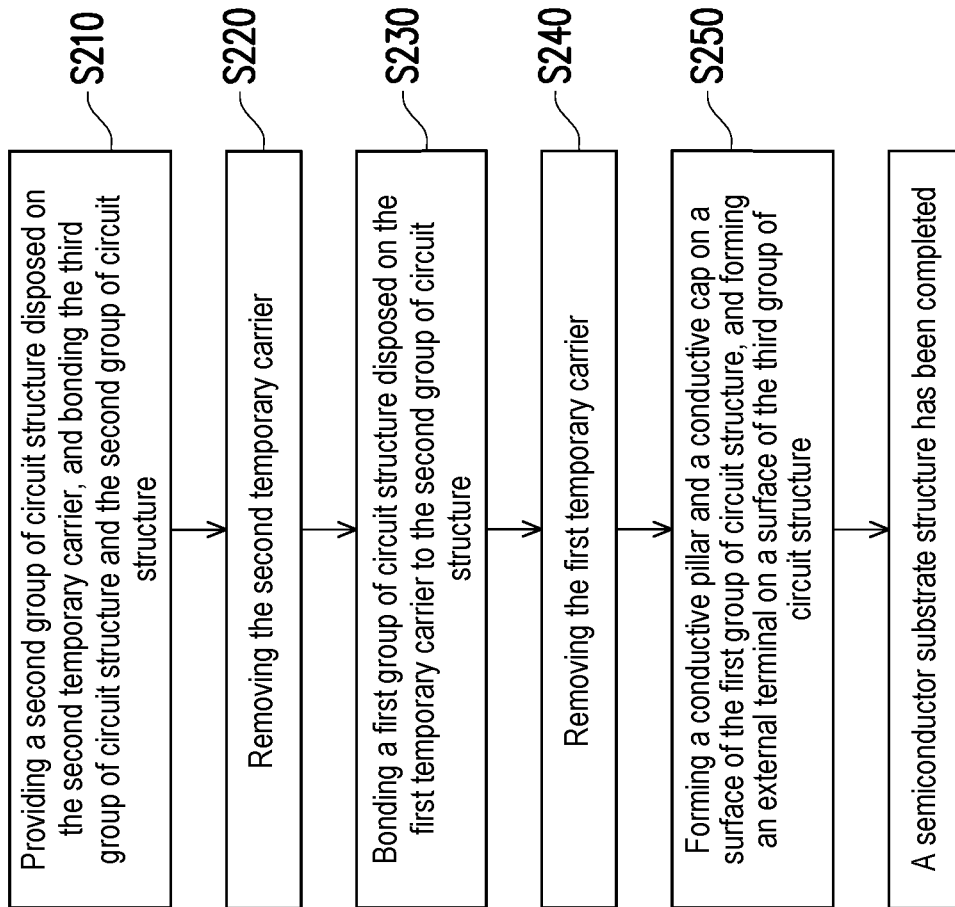 Providing a second group of circuit structure disposed on
the second temporary carrier, and bonding the third
group of circuit structure and the second group of circuit
structure
S210
Removing the second temporary carrier
S220
Bonding a first group of circuit structure disposed on the
first temporary carrier to the second group of circuit
structure
S230
Removing the first temporary carrier
S240
Forming a conductive pillar and a conductive cap on a
surface of the first group of circuit structure, and forming
an external terminal on a surface of the third group of
circuit structure
S250
A semiconductor substrate structure has been completed